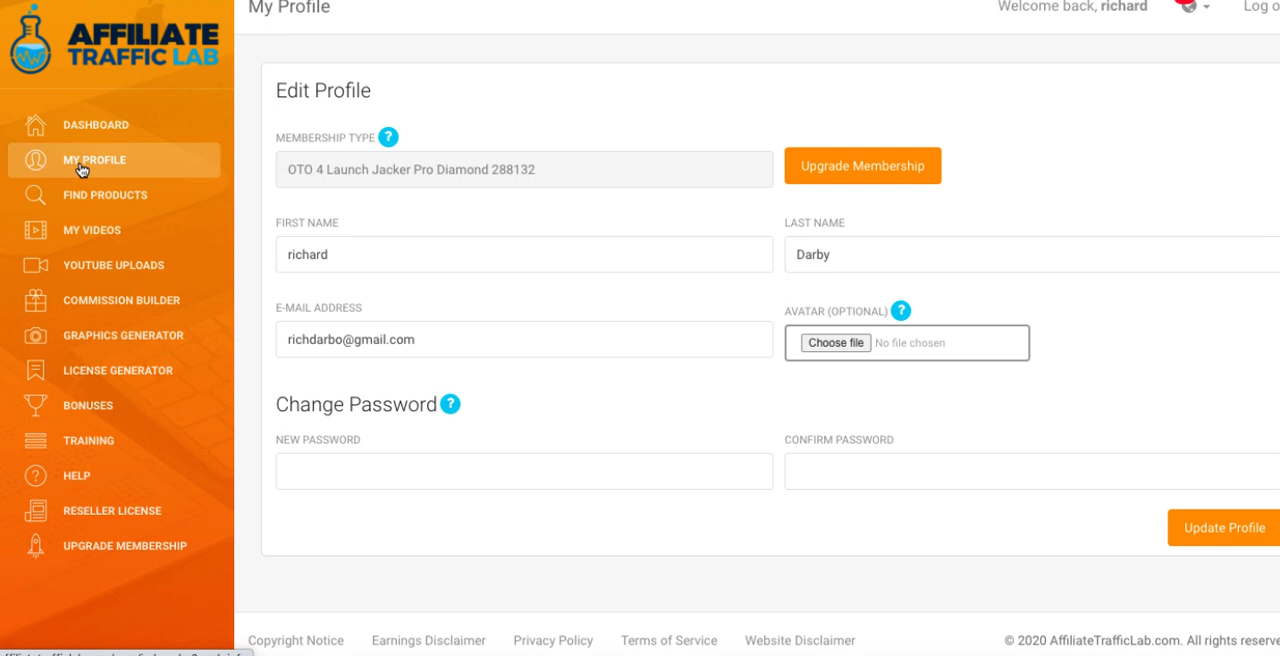 AFFILIATE
TRAFFIC LAB
DASHBOARD
MY PROFILE
FIND PRODUCTS
MY VIDEOS
YOUTUBE UPLOADS
COMMISSION BUILDER
GRAPHICS GENERATOR
LICENSE GENERATOR
BONUSES
TRAINING
HELP
RESELLER LICENSE
UPGRADE MEMBERSHIP
My Profile
Welcome back, richard
Log o
Edit Profile
MEMBERSHIP TYPE ?
OTO 4 Launch Jacker Pro Diamond 288132
Upgrade Membership
FIRST NAME
LAST NAME
richard
Darby
E-MAIL ADDRESS
AVATAR (OPTIONAL) ?
richdarbo@gmail.com
Choose file No file chosen
Change Password ?
NEW PASSWORD
CONFIRM PASSWORD
Update Profile
Copyright Notice Earnings Disclaimer Privacy Policy Terms of Service Website Disclaimer
© 2020 AffiliateTrafficLab.com. All rights reserve